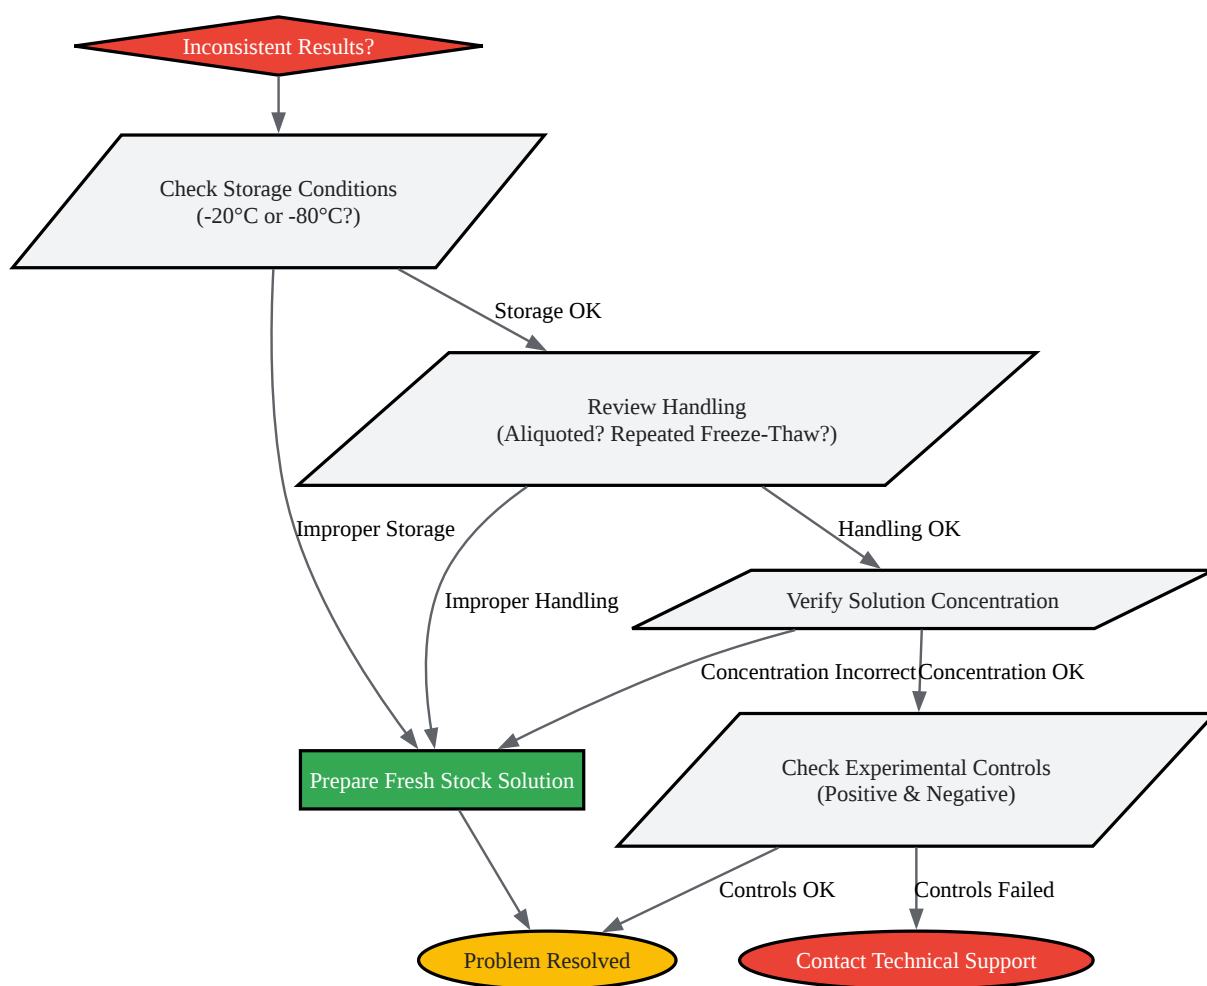 Inconsistent Results?
Check Storage Conditions
(-20°C or -80°C?)
Storage OK
Review Handling
(Aliquoted? Repeated Freeze-Thaw?)
Improper Storage
Handling OK
Improper Handling
Verify Solution Concentration
Concentration Incorrect
Concentration OK
Prepare Fresh Stock Solution
Check Experimental Controls
(Positive & Negative)
Controls OK
Controls Failed
Problem Resolved
Contact Technical Support